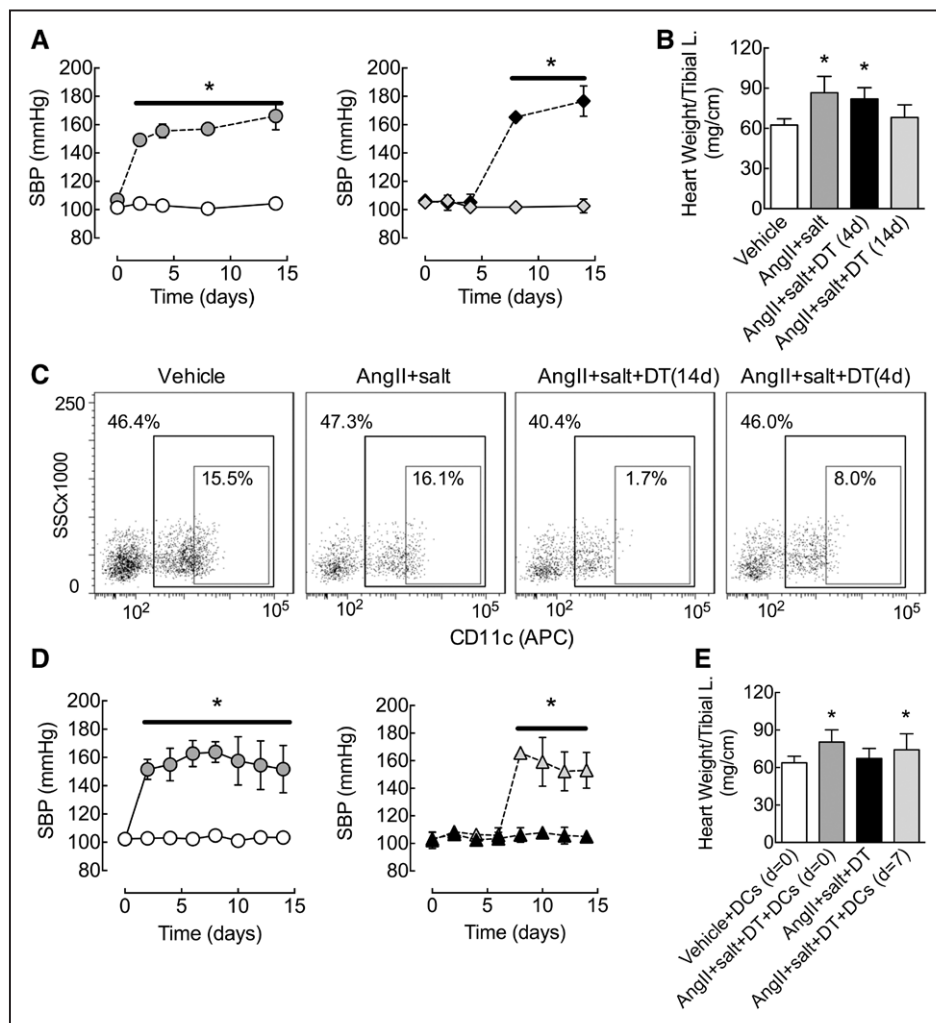 A
B
200
180
160
140
120
100
80
SBP (mmHg)
*
0
5
10
15
Time (days)
200
180
160
140
120
100
80
SBP (mmHg)
*
0
5
10
15
Time (days)
120
90
60
30
0
Heart Weight/Tibial L.
(mg/cm)
*
*
Vehicle
AngII+salt
AngII+salt+DT (4d)
AngII+salt+DT (14d)
C
Vehicle
AngII+salt
AngII+salt+DT(14d)
AngII+salt+DT(4d)
250
0
SSCx1000
46.4%
15.5%
47.3%
16.1%
40.4%
1.7%
46.0%
8.0%
10² 10⁵
10² 10⁵
10² 10⁵
10² 10⁵
CD11c (APC)
D
E
200
180
160
140
120
100
80
SBP (mmHg)
*
0
5
10
15
Time (days)
200
180
160
140
120
100
80
SBP (mmHg)
*
0
5
10
15
Time (days)
120
90
60
30
0
Heart Weight/Tibial L.
(mg/cm)
*
*
Vehicle+DCs (d=0)
AngII+salt+DT+DCs (d=0)
AngII+salt+DT
AngII+salt+DT+DCs (d=7)